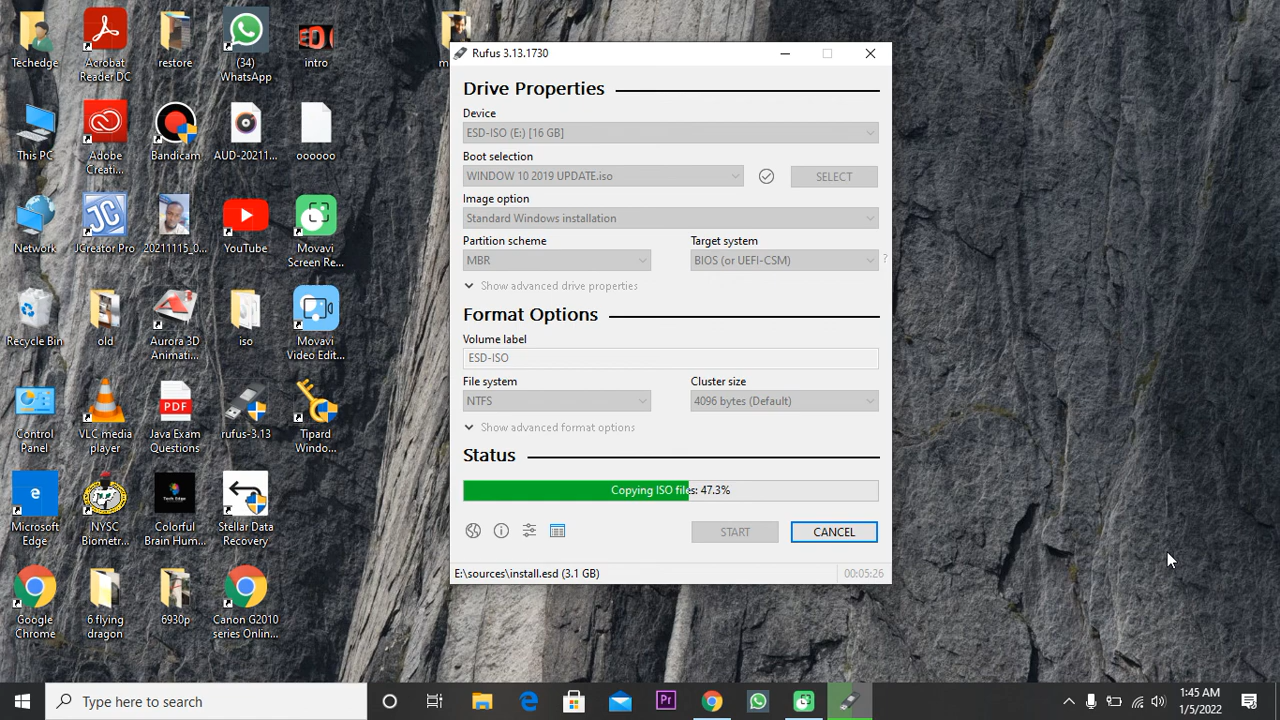 Techedge
Acrobat
Reader DC
restore
(34)
WhatsApp
intro
This PC
Adobe
Creati...
Bandicam
AUD-20211...
oooooo
Network
JCreator Pro
20211115_0...
YouTube
Movavi
Screen Re...
Recycle Bin
old
Aurora 3D
Animati...
iso
Movavi
Video Edit...
Control
Panel
VLC media
player
PDF
Java Exam
Questions
rufus-3.13
Tipard
Windo...
Microsoft
Edge
NYSC
Biometr...
Tech Edge
Colorful
Brain Hum...
Stellar Data
Recovery
Google
Chrome
6 flying
dragon
6930p
Canon G2010
series Onlin...
Rufus 3.13.1730
Drive Properties
Device
ESD-ISO (E:) [16 GB]
Boot selection
WINDOW 10 2019 UPDATE.iso
SELECT
Image option
Standard Windows installation
Partition scheme
Target system
MBR
BIOS (or UEFI-CSM)
?
Show advanced drive properties
Format Options
Volume label
ESD-ISO
File system
Cluster size
NTFS
4096 bytes (Default)
Show advanced format options
Status
Copying ISO files: 47.3%
START
CANCEL
E:\sources\install.esd (3.1 GB)
00:05:26
Type here to search
Pr
1:45 AM
1/5/2022